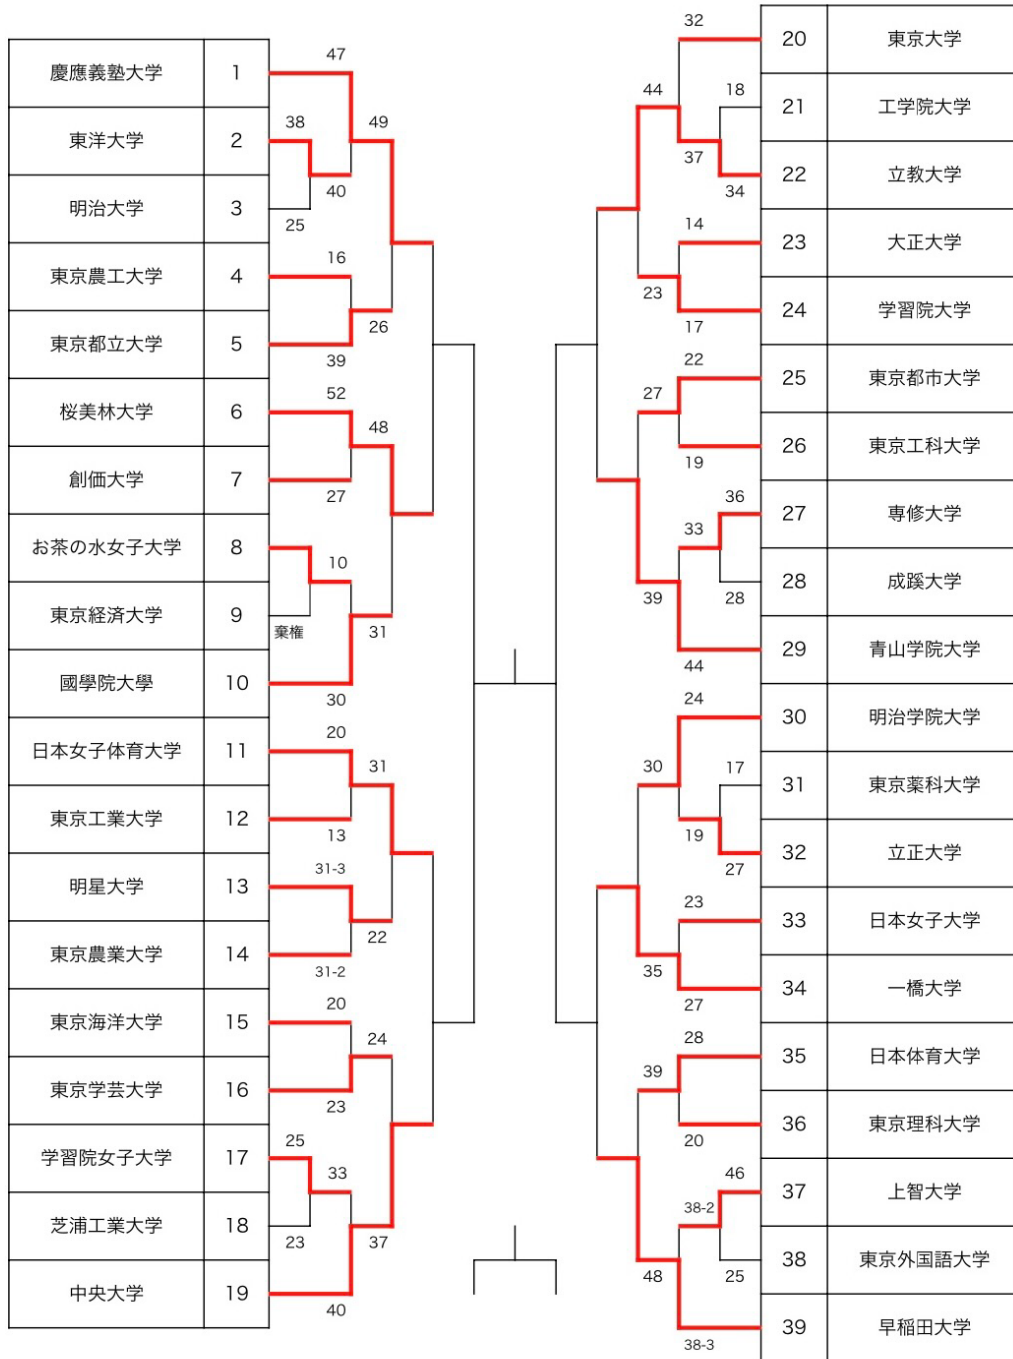 慶應義塾大学 1
東洋大学 2
明治大学 3
東京農工大学 4
東京都立大学 5
桜美林大学 6
創価大学 7
お茶の水女子大学 8
東京経済大学 9
國學院大學 10
日本女子体育大学 11
東京工業大学 12
明星大学 13
東京農業大学 14
東京海洋大学 15
東京学芸大学 16
学習院女子大学 17
芝浦工業大学 18
中央大学 19
47
38
49
40
25
16
26
39
52
48
27
10
棄権
31
30
20
31
13
31-3
22
31-2
20
24
23
25
33
23
37
40
32
44
18
37
34
14
23
17
22
27
19
36
33
39
28
44
24
30
17
19
27
23
35
27
28
39
20
46
38-2
48
25
38-3
20 東京大学
21 工学院大学
22 立教大学
23 大正大学
24 学習院大学
25 東京都市大学
26 東京工科大学
27 専修大学
28 成蹊大学
29 青山学院大学
30 明治学院大学
31 東京薬科大学
32 立正大学
33 日本女子大学
34 一橋大学
35 日本体育大学
36 東京理科大学
37 上智大学
38 東京外国語大学
39 早稲田大学